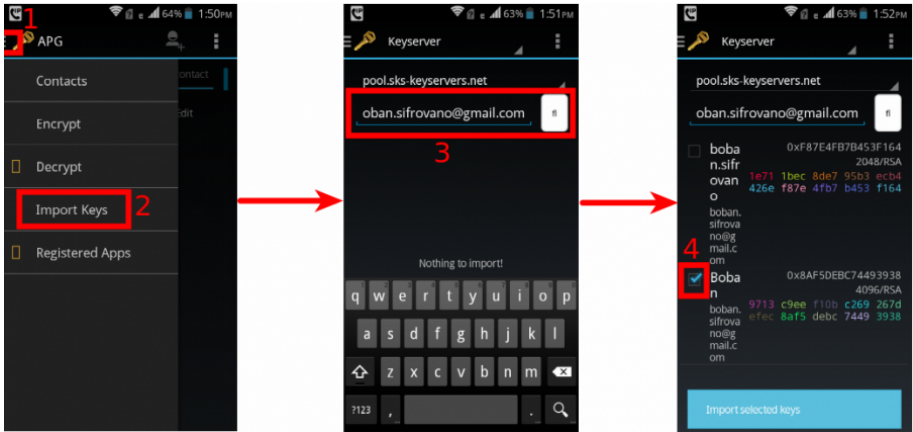 64% 1:50PM
1
APG
Contacts
contact
Encrypt
Edit
Decrypt
Import Keys
2
Registered Apps
63% 1:51PM
Keyserver
pool.sks-keyservers.net
oban.sifrovano@gmail.com
3
Nothing to import!
q w e r t y u i o p
a s d f g h j k l
z x c v b n m
?123 , .
63% 1:52PM
Keyserver
pool.sks-keyservers.net
oban.sifrovano@gmail.com
boba
n.sifr
ovan
o
0xF87E4FB7B453F164
2048/RSA
1e71 1bec 8de7 95b3 ecb4
426e f87e 4fb7 b453 f164
boban.
sifrova
no@g
mail.c
om
4
Boba
n
0x8AF5DEBC74493938
4096/RSA
9713 c9ee f10b c269 267d
efec 8af5 debc 7449 3938
boban.
sifrova
no@g
mail.c
om
Import selected keys